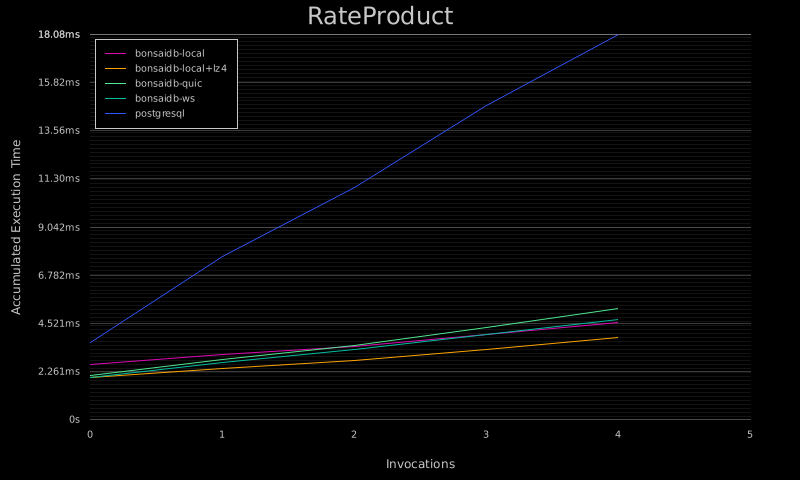 RateProduct
18.08ms
15.82ms
13.56ms
11.30ms
9.042ms
6.782ms
4.521ms
2.261ms
0s
Accumulated Execution Time
bonsaidb-local
bonsaidb-local+lz4
bonsaidb-quic
bonsaidb-ws
postgresql
0 1 2 3 4 5
Invocations